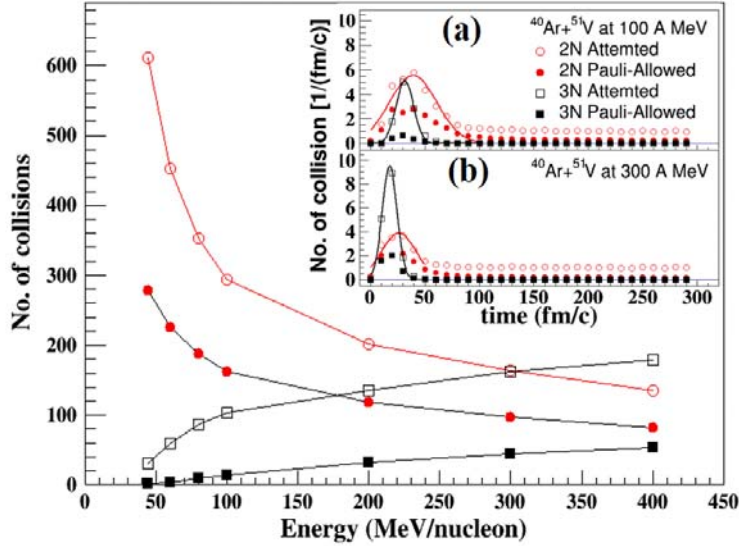 600
500
400
300
200
100
0
No. of collisions
0 50 100 150 200 250 300 350 400 450
Energy (MeV/nucleon)
(a)
40Ar+51V at 100 A MeV
2N Attemted
2N Pauli-Allowed
3N Attemted
3N Pauli-Allowed
10
8
6
4
2
0
(b)
40Ar+51V at 300 A MeV
10
8
6
4
2
0
No. of collision [1/(fm/c)]
0 50 100 150 200 250 300
time (fm/c)